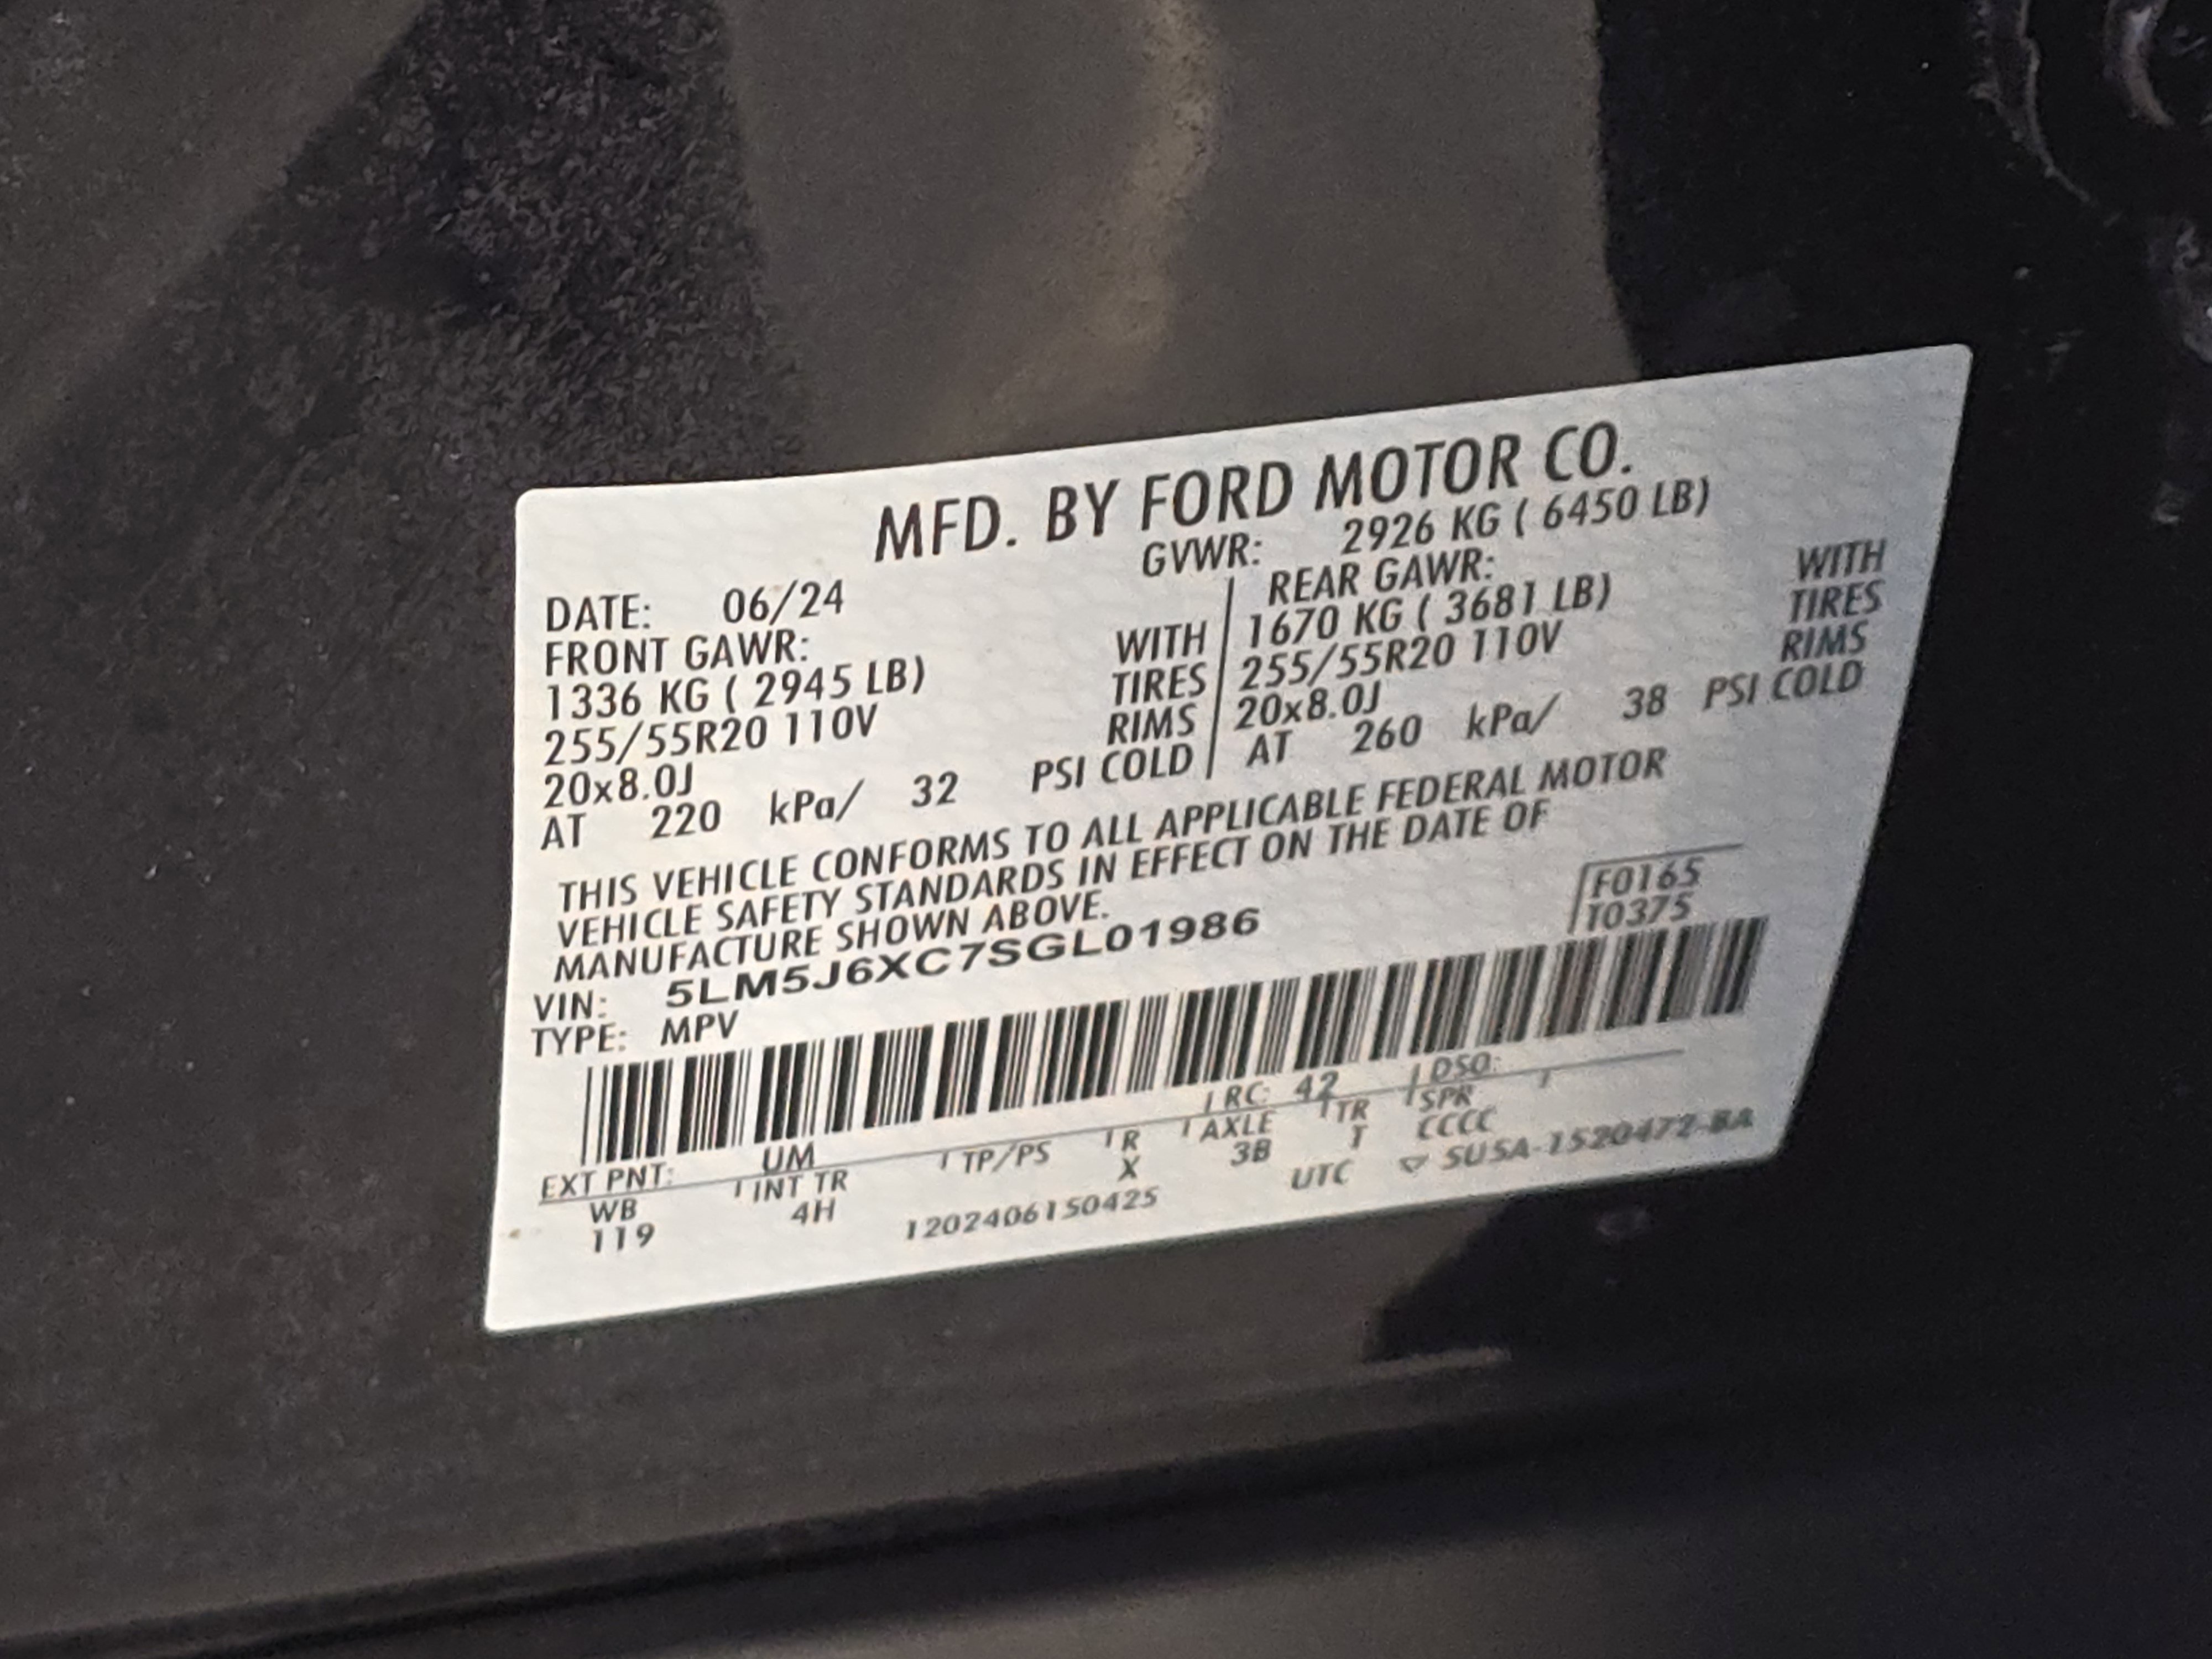 MFD. BY FORD MOTOR CO.
DATE: 06/24 GVWR: 2926 KG ( 6450 LB)
FRONT GAWR: REAR GAWR:
1336 KG ( 2945 LB) WITH 1670 KG ( 3681 LB) WITH
255/55R20 110V TIRES 255/55R20 110V TIRES
20x8.0J RIMS 20x8.0J RIMS
AT 220 kPa/ 32 PSI COLD AT 260 kPa/ 38 PSI COLD
THIS VEHICLE CONFORMS TO ALL APPLICABLE FEDERAL MOTOR
VEHICLE SAFETY STANDARDS IN EFFECT ON THE DATE OF
MANUFACTURE SHOWN ABOVE.
F0165
T0375
VIN: 5LM5J6XC7SGL01986
TYPE: MPV
EXT PNT: UM RC: 42 DSO:
WB INT TR TP/PS R AXLE TR SPR
119 4H X 3B T CCCC
1202406150425 UTC ▽ SU5A-1520472-BA